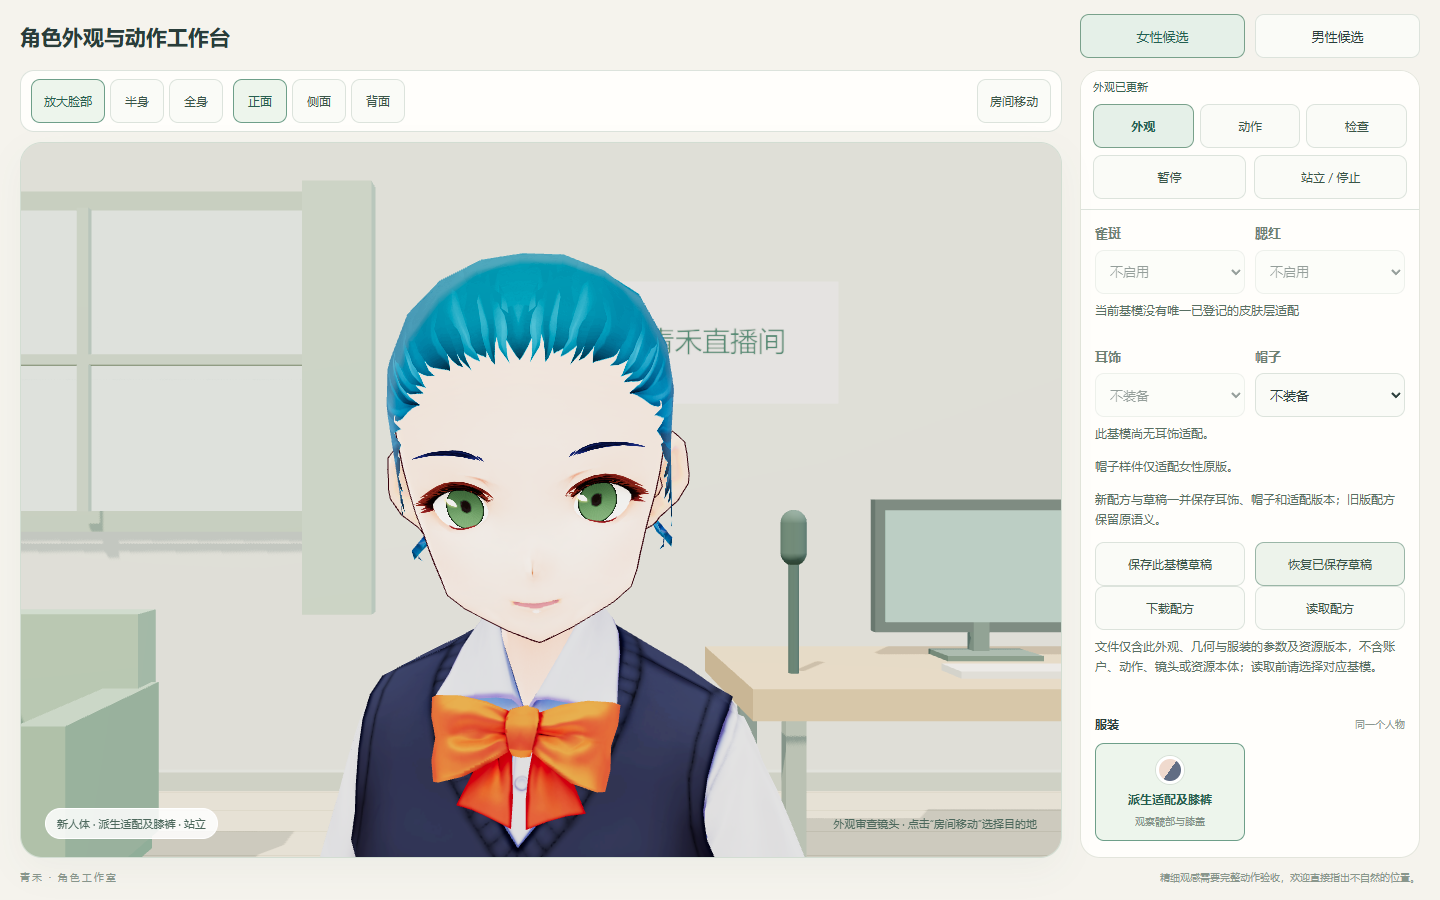 角色外观与动作工作台
女性候选
男性候选
放大脸部
半身
全身
正面
侧面
背面
房间移动
外观已更新
外观
动作
检查
暂停
站立 / 停止
雀斑
腮红
不启用
不启用
当前基模没有唯一已登记的皮肤层适配
耳饰
帽子
不装备
不装备
此基模尚无耳饰适配。
帽子样件仅适配女性原版。
新配方与草稿一并保存耳饰、帽子和适配版本；旧版配方
保留原语义。
保存此基模草稿
恢复已保存草稿
下载配方
读取配方
文件仅含此外观、几何与服装的参数及资源版本，不含账
户、动作、镜头或资源本体；读取前请选择对应基模。
服装
同一个人物
派生适配及膝裤
观察髋部与膝盖
青禾直播间
新人体 · 派生适配及膝裤 · 站立
外观审查镜头 · 点击“房间移动”选择目的地
青禾 · 角色工作室
精细观感需要完整动作验收，欢迎直接指出不自然的位置。